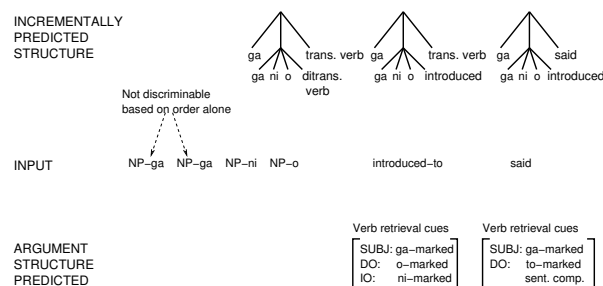 INCREMENTALLY
PREDICTED
STRUCTURE
ga trans. verb ga trans. verb ga said
ga ni o ditrans. verb ga ni o introduced ga ni o introduced
Not discriminable
based on order alone
INPUT NP−ga NP−ga NP−ni NP−o introduced−to said
Verb retrieval cues Verb retrieval cues
ARGUMENT SUBJ: ga−marked SUBJ: ga−marked
STRUCTURE DO: o−marked DO: to−marked
PREDICTED IO: ni−marked sent. comp.